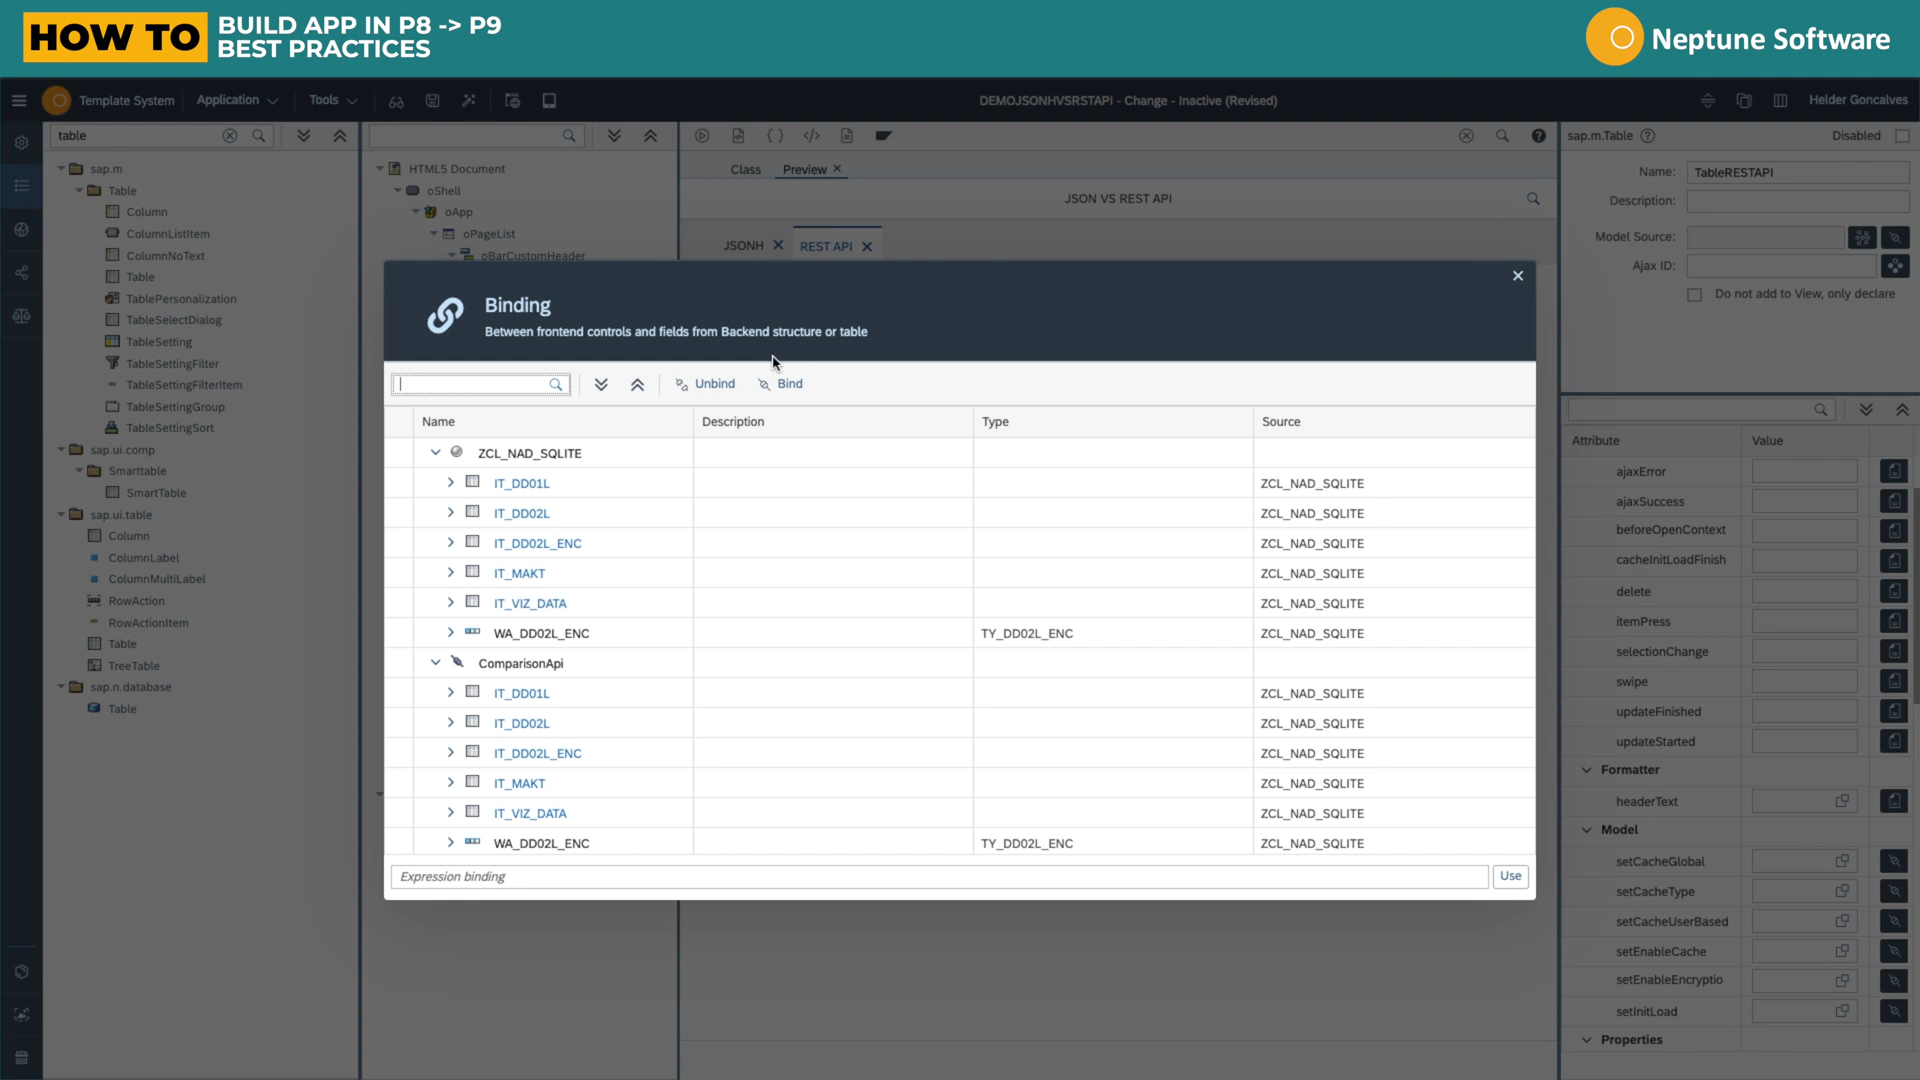 HOW TO
BUILD APP IN P8 -> P9
BEST PRACTICES
Neptune Software
Template System
Application
Tools
DEMOJSONHVSRSTAPI - Change - Inactive (Revised)
Helder Goncalves
table
sap.m
Table
Column
ColumnListItem
ColumnNoText
Table
TablePersonalization
TableSelectDialog
TableSetting
TableSettingFilter
TableSettingFilterItem
TableSettingGroup
TableSettingSort
sap.ui.comp
Smarttable
SmartTable
sap.ui.table
Column
ColumnLabel
ColumnMultiLabel
RowAction
RowActionItem
Table
TreeTable
sap.n.database
Table
HTML5 Document
oShell
oApp
oPageList
oBarCustomHeader
Class
Preview
JSON VS REST API
JSONH
REST API
Binding
Between frontend controls and fields from Backend structure or table
Unbind
Bind
Name Description Type Source
ZCL_NAD_SQLITE
IT_DD01L ZCL_NAD_SQLITE
IT_DD02L ZCL_NAD_SQLITE
IT_DD02L_ENC ZCL_NAD_SQLITE
IT_MAKT ZCL_NAD_SQLITE
IT_VIZ_DATA ZCL_NAD_SQLITE
WA_DD02L_ENC TY_DD02L_ENC ZCL_NAD_SQLITE
ComparisonApi
IT_DD01L ZCL_NAD_SQLITE
IT_DD02L ZCL_NAD_SQLITE
IT_DD02L_ENC ZCL_NAD_SQLITE
IT_MAKT ZCL_NAD_SQLITE
IT_VIZ_DATA ZCL_NAD_SQLITE
WA_DD02L_ENC TY_DD02L_ENC ZCL_NAD_SQLITE
Expression binding
Use
sap.m.Table
Disabled
Name: TableRESTAPI
Description:
Model Source:
Ajax ID:
Do not add to View, only declare
Attribute Value
ajaxError
ajaxSuccess
beforeOpenContext
cacheInitLoadFinish
delete
itemPress
selectionChange
swipe
updateFinished
updateStarted
Formatter
headerText
Model
setCacheGlobal
setCacheType
setCacheUserBased
setEnableCache
setEnableEncryptio
setInitLoad
Properties